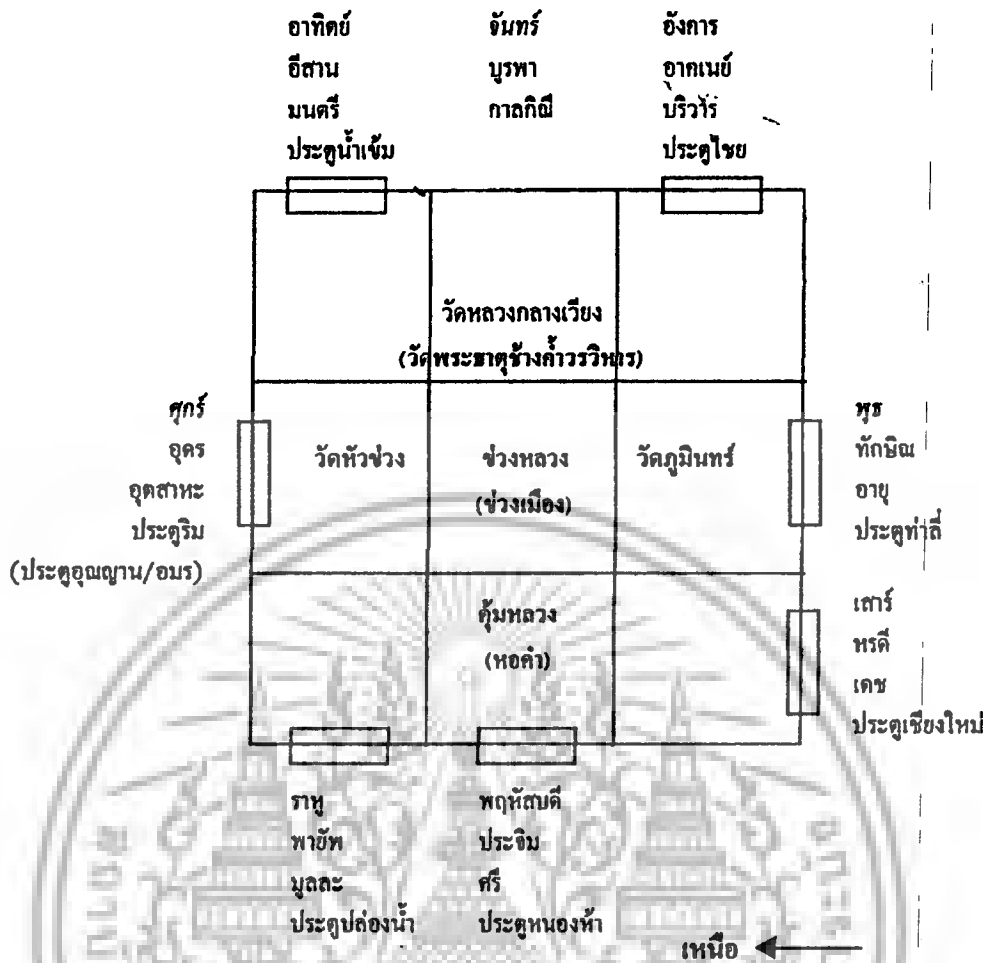 อาทิตย์
อีสาน
มนตรี
ประตูน้ำเข้ม
จันทร์
บูรพา
กาลกิณี
อังการ
อาคเนย์
บริวาร
ประตูไชย
วัดหลวงกลางเวียง
(วัดพระธาตุช้างค้ำวรวิหาร)
ศุกร์
อุดร
อุตสาหะ
ประตูริม
(ประตูอุณญาน/อมร)
วัดหัวช่วง
ช่วงหลวง
(ช่วงเมือง)
วัดภูมินทร์
พุธ
ทักษิณ
อายุ
ประตูท่าลี่
คุ้มหลวง
(หอคำ)
เสาร์
หรดี
เดช
ประตูเชียงใหม่
ราหู
พายัพ
มูลละ
ประตูปล่องน้ำ
พฤหัสบดี
ประจิม
ศรี
ประตูหนองห้า
เหนือ